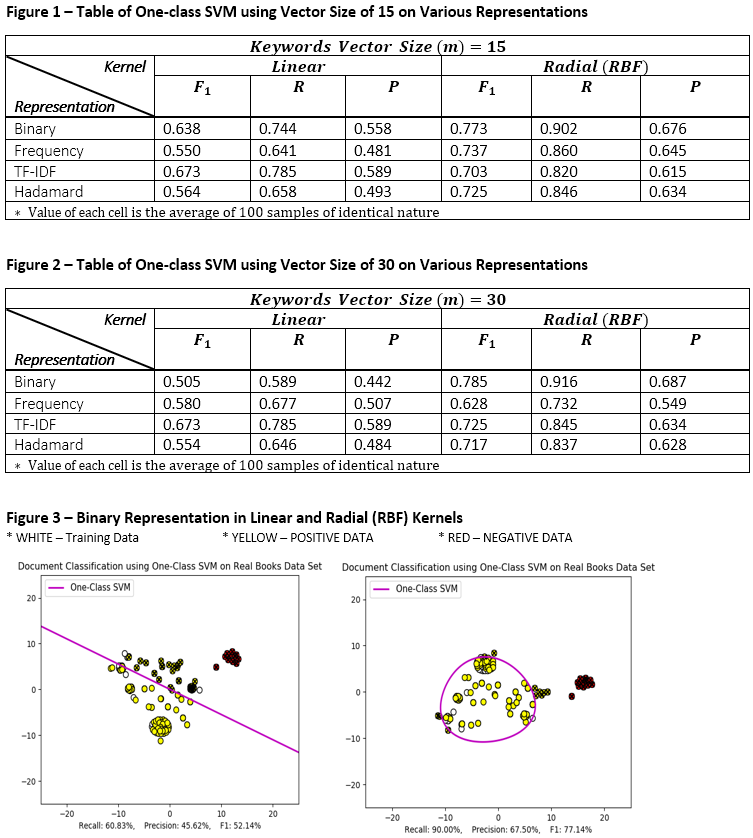 Figure 1 – Table of One-class SVM using Vector Size of 15 on Various Representations
Keywords Vector Size (m) = 15
Kernel Linear Radial (RBF)
Representation F₁ R P F₁ R P
Binary 0.638 0.744 0.558 0.773 0.902 0.676
Frequency 0.550 0.641 0.481 0.737 0.860 0.645
TF-IDF 0.673 0.785 0.589 0.703 0.820 0.615
Hadamard 0.564 0.658 0.493 0.725 0.846 0.634
* Value of each cell is the average of 100 samples of identical nature
Figure 2 – Table of One-class SVM using Vector Size of 30 on Various Representations
Keywords Vector Size (m) = 30
Kernel Linear Radial (RBF)
Representation F₁ R P F₁ R P
Binary 0.505 0.589 0.442 0.785 0.916 0.687
Frequency 0.580 0.677 0.507 0.628 0.732 0.549
TF-IDF 0.673 0.785 0.589 0.725 0.845 0.634
Hadamard 0.554 0.646 0.484 0.717 0.837 0.628
* Value of each cell is the average of 100 samples of identical nature
Figure 3 – Binary Representation in Linear and Radial (RBF) Kernels
* WHITE – Training Data * YELLOW – POSITIVE DATA * RED – NEGATIVE DATA
Document Classification using One-Class SVM on Real Books Data Set
One-Class SVM
20
10
0
−10
−20
−20 −10 0 10 20
Recall: 60.83%, Precision: 45.62%, F1: 52.14%
Document Classification using One-Class SVM on Real Books Data Set
One-Class SVM
20
10
0
−10
−20
−20 −10 0 10 20
Recall: 90.00%, Precision: 67.50%, F1: 77.14%